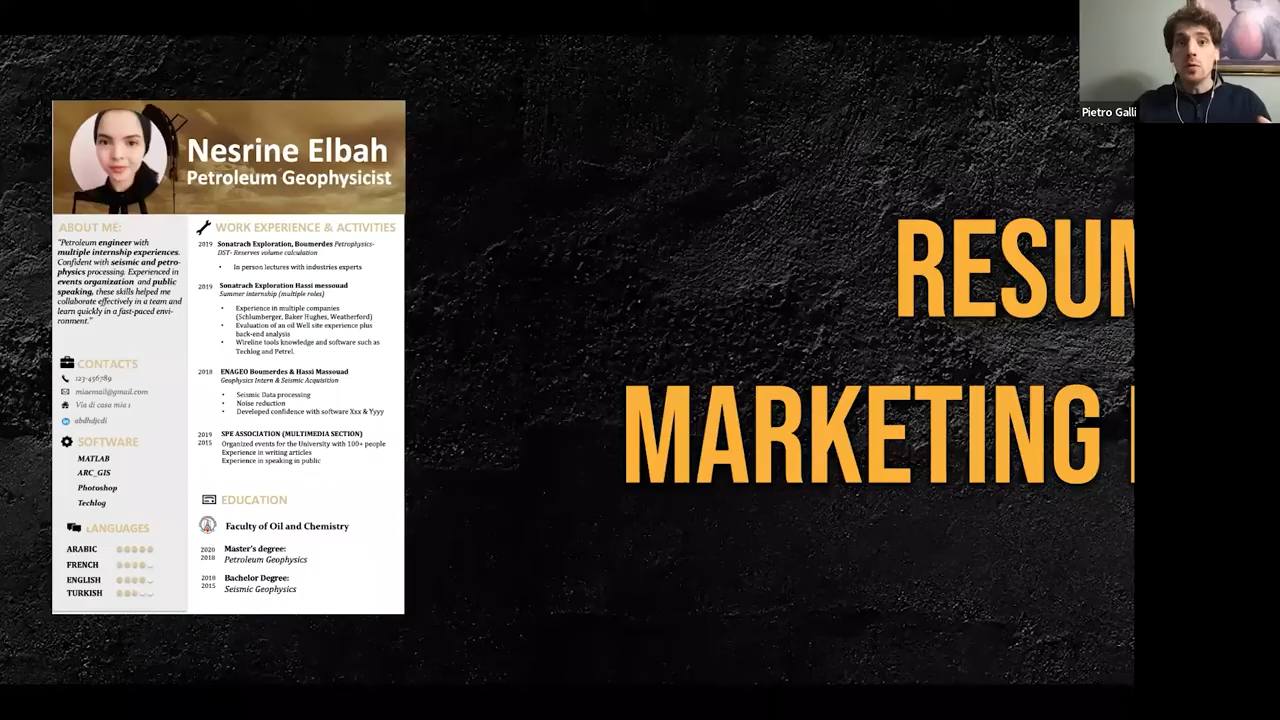 Pietro Galli
Nesrine Elbah
Petroleum Geophysicist
ABOUT ME:
"Petroleum engineer with
multiple internship experiences.
Confident with seismic and petro-
physics processing. Experienced in
events organization and public
speaking, these skills helped me
collaborate effectively in a team and
learn quickly in a fast-paced envi-
ronment."
CONTACTS
123-456789
miaemail@gmail.com
Via di casa mia 1
abdhdjcdi
SOFTWARE
MATLAB
ARC_GIS
Photoshop
Techlog
LANGUAGES
ARABIC
FRENCH
ENGLISH
TURKISH
WORK EXPERIENCE & ACTIVITIES
2019 Sonatrach Exploration, Boumerdes Petrophysics-
DST- Reserves volume calculation
• In person lectures with industries experts
2019 Sonatrach Exploration Hassi messouad
Summer internship (multiple roles)
• Experience in multiple companies
(Schlumberger, Baker Hughes, Weatherford)
• Evaluation of an oil Well site experience plus
back-end analysis
• Wireline tools knowledge and software such as
Techlog and Petrel.
2018 ENAGEO Boumerdes & Hassi Massouad
Geophysics Intern & Seismic Acquisition
• Seismic Data processing
• Noise reduction
• Developed confidence with software Xxx & Yyyy
2019 SPE ASSOCIATION (MULTIMEDIA SECTION)
2015 Organized events for the University with 100+ people
Experience in writing articles
Experience in speaking in public
EDUCATION
Faculty of Oil and Chemistry
2020 Master's degree:
2018 Petroleum Geophysics
2018 Bachelor Degree:
2015 Seismic Geophysics
RESUM
MARKETING